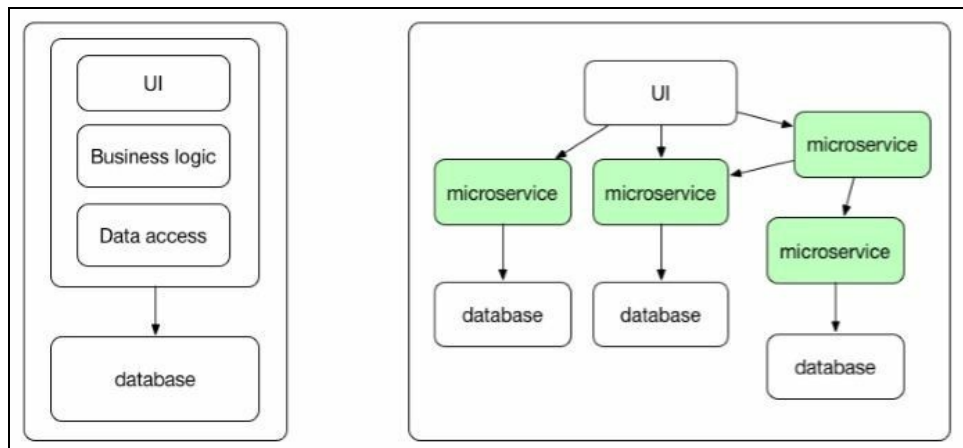 UI
Business logic
Data access
database
UI
microservice
microservice
microservice
microservice
database
database
database